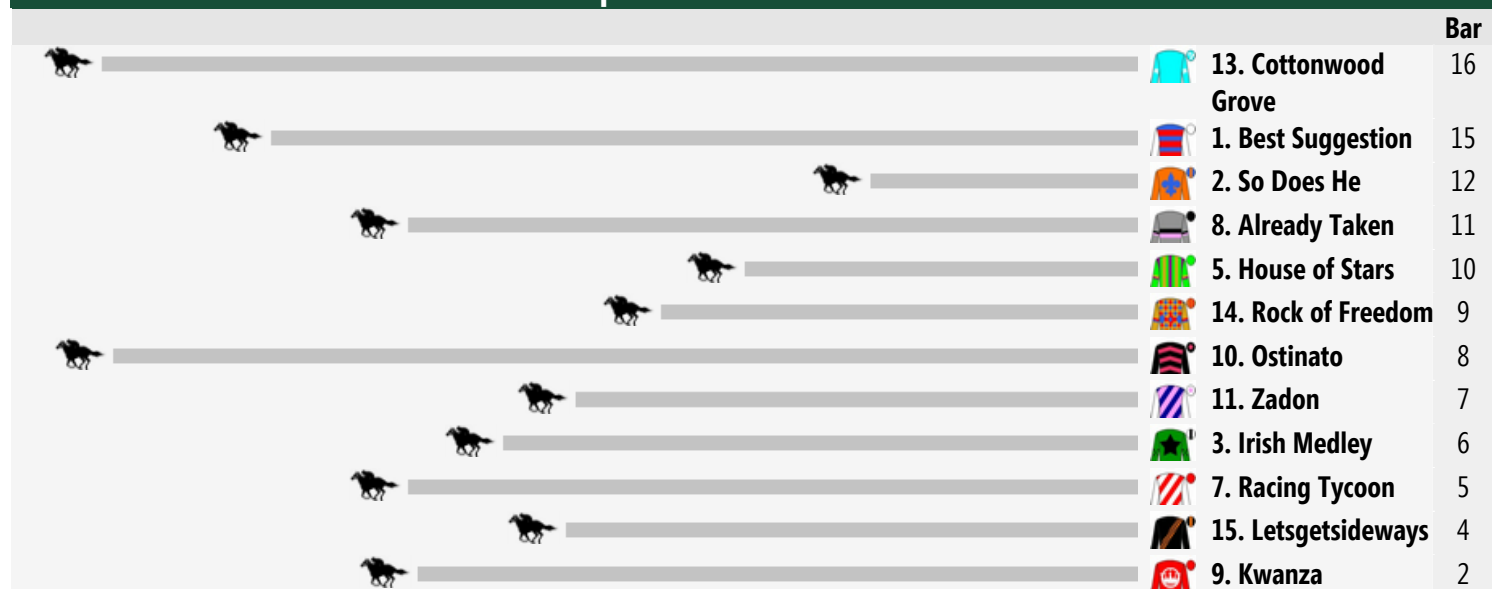 Bar
13. Cottonwood 16
Grove
1. Best Suggestion 15
2. So Does He 12
8. Already Taken 11
5. House of Stars 10
14. Rock of Freedom 9
10. Ostinato 8
11. Zadon 7
3. Irish Medley 6
7. Racing Tycoon 5
15. Letsgetsideways 4
9. Kwanza 2